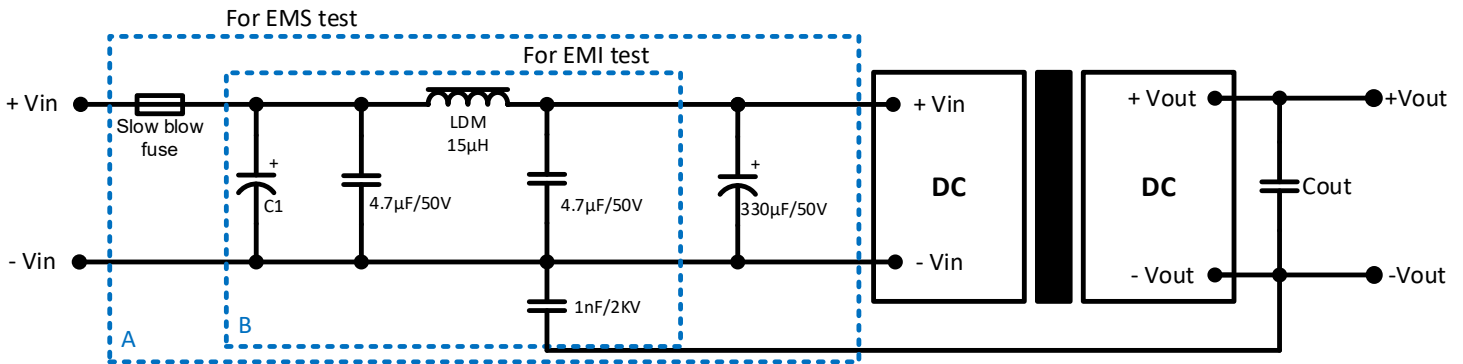 For EMS test
For EMI test
+ Vin
Slow blow
fuse
LDM
15μH
+ Vin
+ Vout
+Vout
+
C1
4.7μF/50V
4.7μF/50V
+
330μF/50V
DC
DC
Cout
- Vin
- Vin
- Vout
-Vout
1nF/2KV
A
B